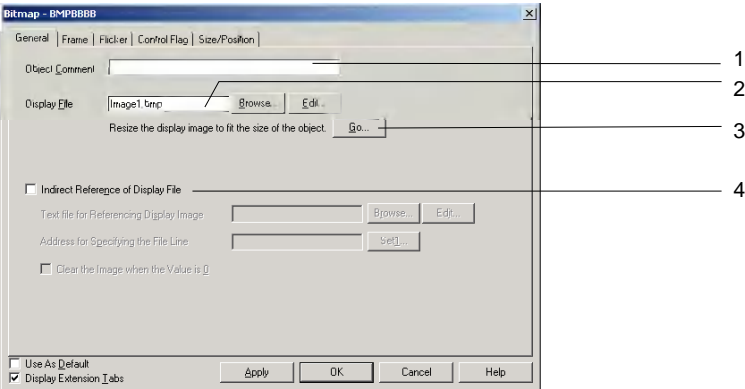 Bitmap - BMPBBBB
General Frame Flicker Control Flag Size/Position
Object Comment 1
Display File Image1.bmp Browse... Edit... 2
Resize the display image to fit the size of the object. Go... 3
Indirect Reference of Display File 4
Text file for Referencing Display Image Browse... Edit...
Address for Specifying the File Line Set1...
Clear the Image when the Value is 0
Use As Default
Display Extension Tabs Apply OK Cancel Help